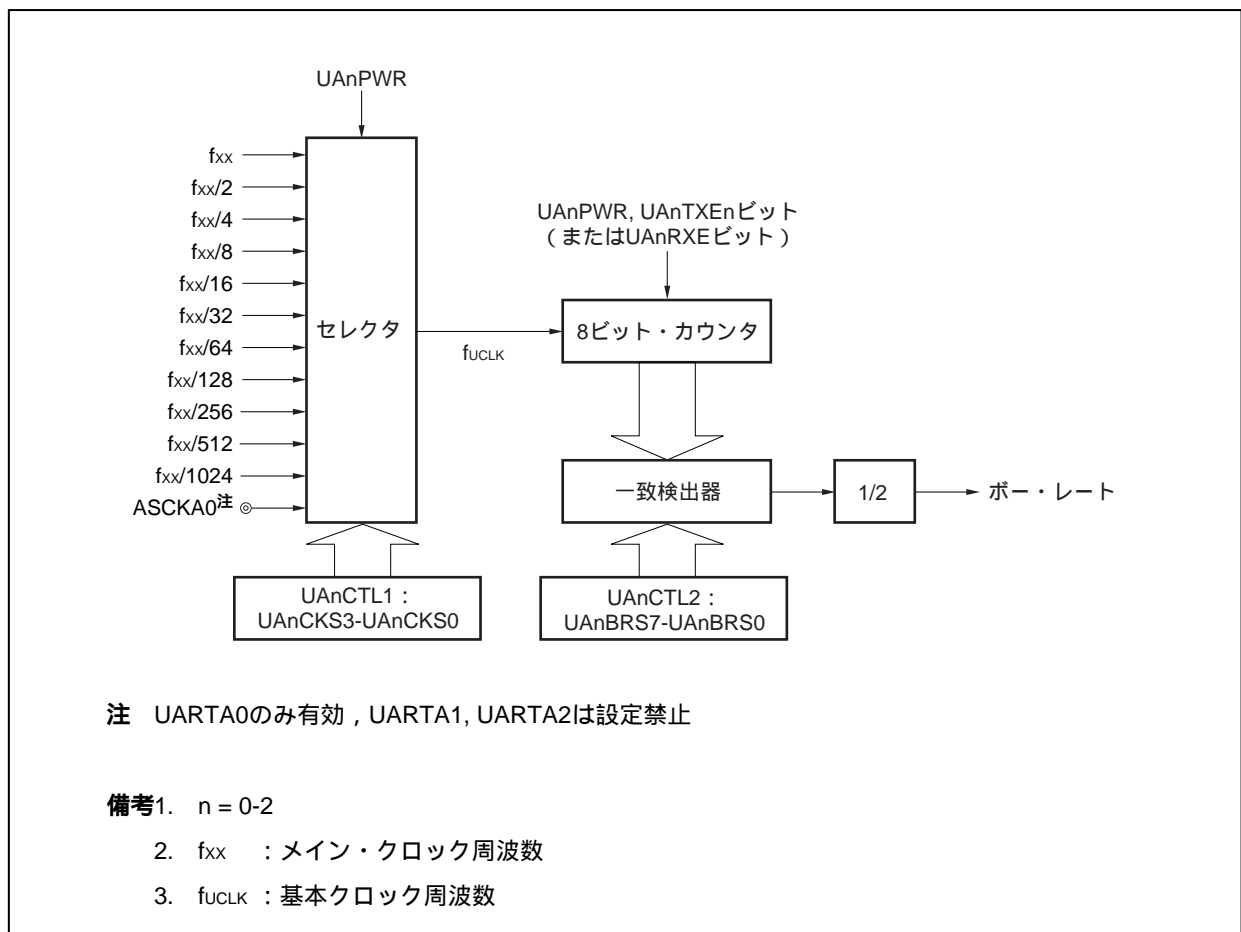 UAnPWR
fXX
fXX/2
fXX/4
fXX/8
fXX/16
fXX/32
fXX/64
fXX/128
fXX/256
fXX/512
fXX/1024
ASCKA0注
セレクタ
fUCLK
UAnPWR, UAnTXEnビット
（またはUAnRXEビット）
8ビット・カウンタ
一致検出器
1/2
ボー・レート
UAnCTL1：
UAnCKS3-UAnCKS0
UAnCTL2：
UAnBRS7-UAnBRS0
注 UARTA0のみ有効，UARTA1, UARTA2は設定禁止
備考1. n = 0-2
2. fXX ：メイン・クロック周波数
3. fUCLK ：基本クロック周波数